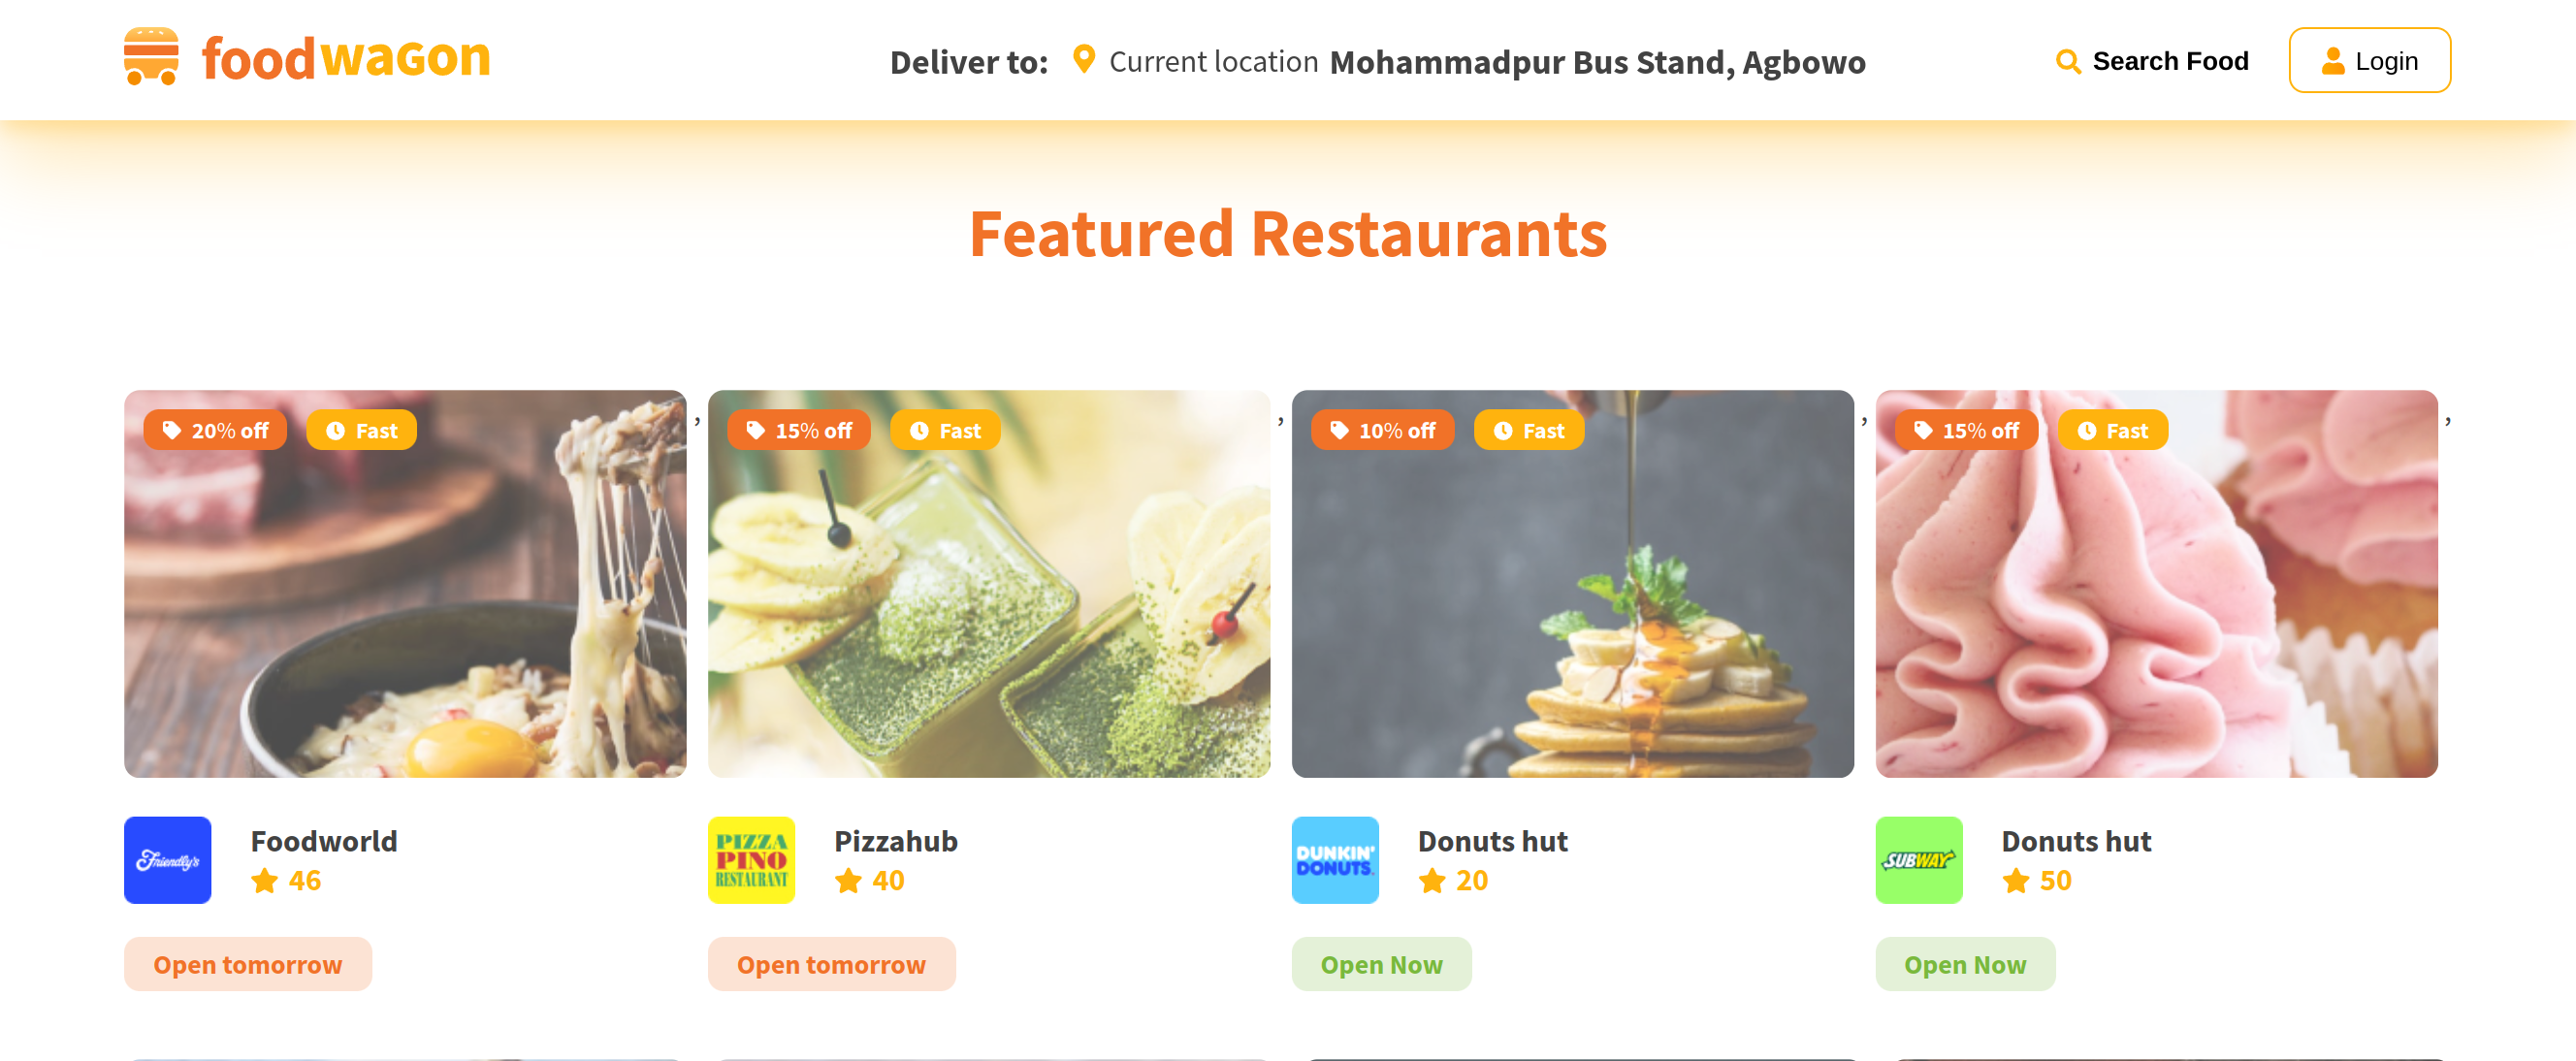 foodwagon
Deliver to: Current location Mohammadpur Bus Stand, Agbowo
Search Food
Login
Featured Restaurants
20% off
Fast
,
15% off
Fast
,
10% off
Fast
,
15% off
Fast
,
Friendly's
Foodworld
46
PIZZA
PINO
RESTAURANT
Pizzahub
40
DUNKIN'
DONUTS.
Donuts hut
20
SUBWAY
Donuts hut
50
Open tomorrow
Open tomorrow
Open Now
Open Now